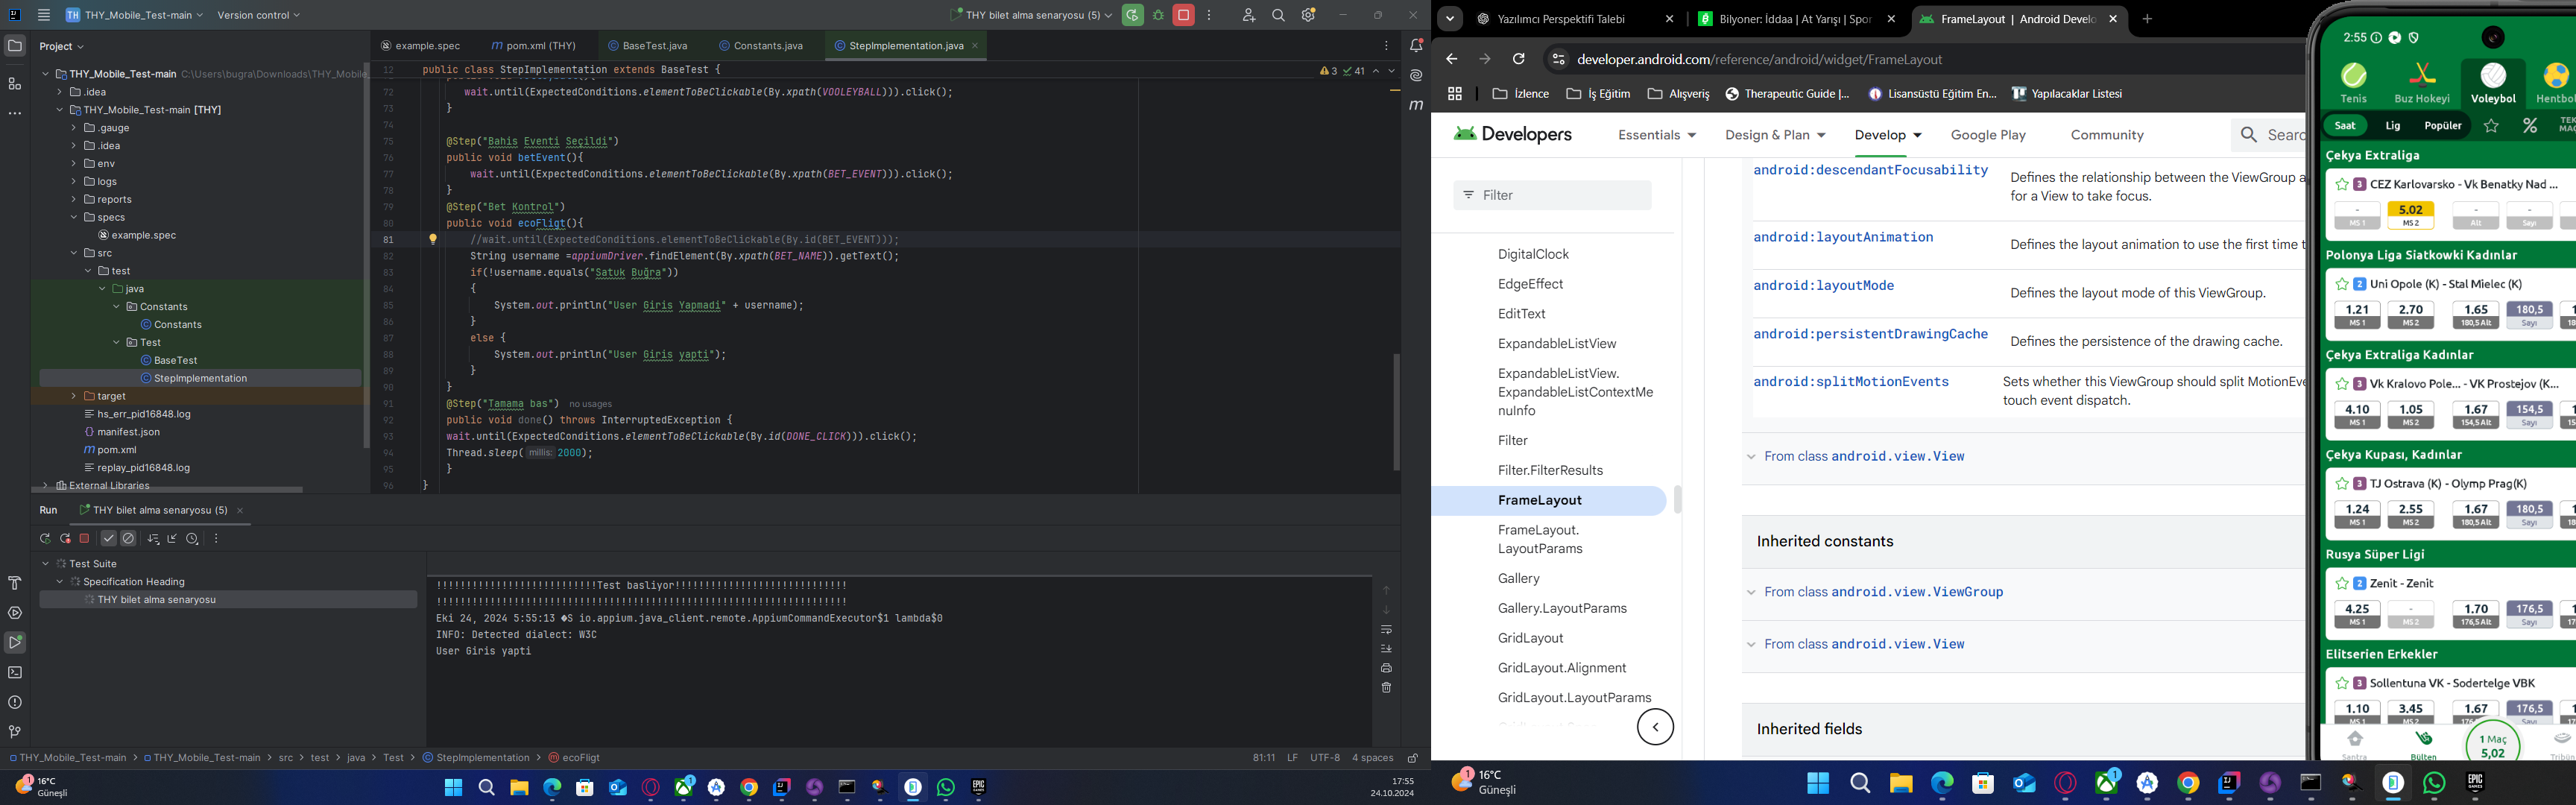 TH THY_Mobile_Test-main
Version control
THY bilet alma senaryosu (5)
Project
example.spec
m pom.xml (THY)
BaseTest.java
Constants.java
StepImplementation.java
THY_Mobile_Test-main C:\Users\bugra\Downloads\THY_Mobile_
.idea
THY_Mobile_Test-main [THY]
.gauge
.idea
env
logs
reports
specs
example.spec
src
test
java
Constants
Constants
Test
BaseTest
StepImplementation
target
hs_err_pid16848.log
manifest.json
m pom.xml
replay_pid16848.log
External Libraries
3 41
12 public class StepImplementation extends BaseTest {
72 wait.until(ExpectedConditions.elementToBeClickable(By.xpath(VOOLEYBALL))).click();
73 }
74
75 @Step("Bahis Eventi Seçildi")
76 public void betEvent(){
77 wait.until(ExpectedConditions.elementToBeClickable(By.xpath(BET_EVENT))).click();
78 }
79 @Step("Bet Kontrol")
80 public void ecoFligt(){
81 //wait.until(ExpectedConditions.elementToBeClickable(By.id(BET_EVENT)));
82 String username =appiumDriver.findElement(By.xpath(BET_NAME)).getText();
83 if(!username.equals("Satuk Buğra"))
84 {
85 System.out.println("User Giris Yapmadi" + username);
86 }
87 else {
88 System.out.println("User Giris yapti");
89 }
90 }
91 @Step("Tamama bas") no usages
92 public void done() throws InterruptedException {
93 wait.until(ExpectedConditions.elementToBeClickable(By.id(DONE_CLICK))).click();
94 Thread.sleep( millis: 2000);
95 }
96 }
Run THY bilet alma senaryosu (5)
Test Suite
Specification Heading
THY bilet alma senaryosu
!!!!!!!!!!!!!!!!!!!!!!!!!!!Test basliyor!!!!!!!!!!!!!!!!!!!!!!!!!!!!!
!!!!!!!!!!!!!!!!!!!!!!!!!!!!!!!!!!!!!!!!!!!!!!!!!!!!!!!!!!!!!!!!!!!!!
Eki 24, 2024 5:55:13 �S io.appium.java_client.remote.AppiumCommandExecutor$1 lambda$0
INFO: Detected dialect: W3C
User Giris yapti
THY_Mobile_Test-main > THY_Mobile_Test-main > src > test > java > Test > StepImplementation > ecoFligt
81:11 LF UTF-8 4 spaces
1 16°C
Güneşli
17:55
24.10.2024
Yazılımcı Perspektifi Talebi
Bilyoner: İddaa | At Yarışı | Spor
FrameLayout | Android Develo
developer.android.com/reference/android/widget/FrameLayout
İzlence
İş Eğitim
Alışveriş
Therapeutic Guide |...
Lisansüstü Eğitim En...
Yapılacaklar Listesi
Developers
Essentials
Design & Plan
Develop
Google Play
Community
Searc
Filter
DigitalClock
EdgeEffect
EditText
ExpandableListView
ExpandableListView.
ExpandableListContextMe
nuInfo
Filter
Filter.FilterResults
FrameLayout
FrameLayout.
LayoutParams
Gallery
Gallery.LayoutParams
GridLayout
GridLayout.Alignment
GridLayout.LayoutParams
android:descendantFocusability
Defines the relationship between the ViewGroup a
for a View to take focus.
android:layoutAnimation
Defines the layout animation to use the first time t
android:layoutMode
Defines the layout mode of this ViewGroup.
android:persistentDrawingCache
Defines the persistence of the drawing cache.
android:splitMotionEvents
Sets whether this ViewGroup should split MotionEve
touch event dispatch.
From class android.view.View
Inherited constants
From class android.view.ViewGroup
From class android.view.View
Inherited fields
1 16°C
Güneşli
2:55
Tenis
Buz Hokeyi
Voleybol
Hentbol
Saat
Lig
Popüler
%
TEK
MAÇ
Çekya Extraliga
3 CEZ Karlovarsko - Vk Benatky Nad ...
- 5.02 - -
MS 1 MS 2 Alt Sayı
Polonya Liga Siatkowki Kadınlar
2 Uni Opole (K) - Stal Mielec (K)
1.21 2.70 1.65 180,5
MS 1 MS 2 180,5 Alt Sayı
Çekya Extraliga Kadınlar
3 Vk Kralovo Pole... - VK Prostejov (K...
4.10 1.05 1.67 154,5
MS 1 MS 2 154,5 Alt Sayı
Çekya Kupası, Kadınlar
3 TJ Ostrava (K) - Olymp Prag(K)
1.24 2.55 1.67 180,5
MS 1 MS 2 180,5 Alt Sayı
Rusya Süper Ligi
2 Zenit - Zenit
4.25 - 1.70 176,5
MS 1 MS 2 176,5 Alt Sayı
Elitserien Erkekler
3 Sollentuna VK - Sodertelge VBK
1.10 3.45 1.67 176,5
MS 1 MS 2 176, Sayı
1 Maç
5,02
Sentra
Bülten
Tribün